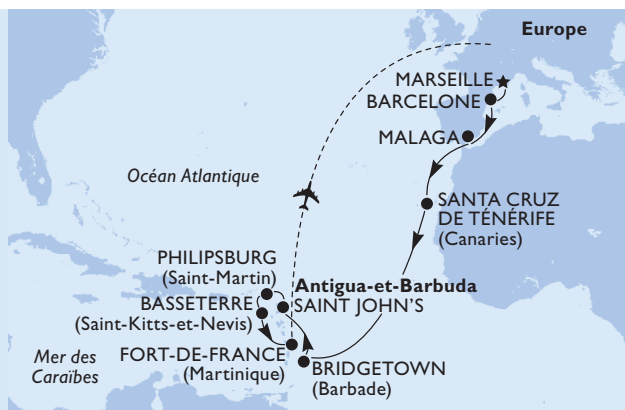 Europe
MARSEILLE
BARCELONE
MALAGA
Océan Atlantique
SANTA CRUZ
DE TÉNÉRIFE
(Canaries)
PHILIPSBURG
(Saint-Martin)
Antigua-et-Barbuda
SAINT JOHN'S
BASSETERRE
(Saint-Kitts-et-Nevis)
Mer des
Caraïbes
FORT-DE-FRANCE
(Martinique)
BRIDGETOWN
(Barbade)